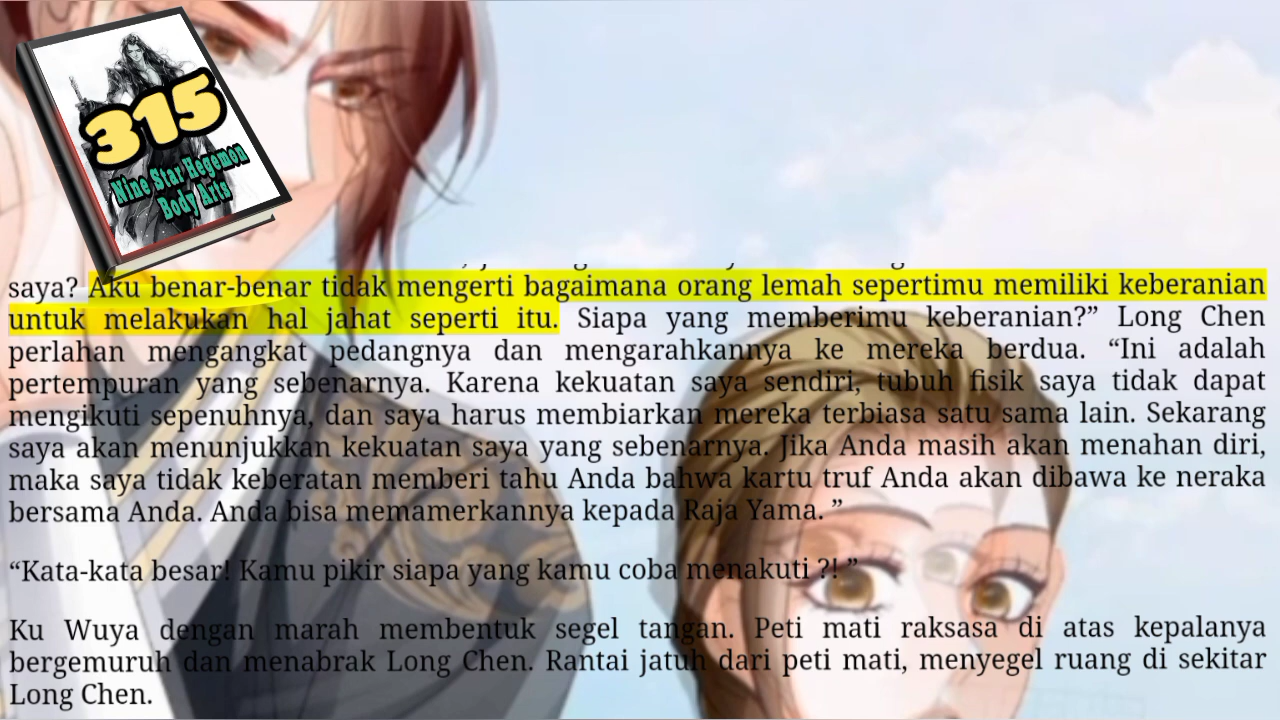 315
Nine Star Hegemon
Body Arts
saya? Aku benar-benar tidak mengerti bagaimana orang lemah sepertimu memiliki keberanian
untuk melakukan hal jahat seperti itu. Siapa yang memberimu keberanian?” Long Chen
perlahan mengangkat pedangnya dan mengarahkannya ke mereka berdua. “Ini adalah
pertempuran yang sebenarnya. Karena kekuatan saya sendiri, tubuh fisik saya tidak dapat
mengikuti sepenuhnya, dan saya harus membiarkan mereka terbiasa satu sama lain. Sekarang
saya akan menunjukkan kekuatan saya yang sebenarnya. Jika Anda masih akan menahan diri,
maka saya tidak keberatan memberi tahu Anda bahwa kartu truf Anda akan dibawa ke neraka
bersama Anda. Anda bisa memamerkannya kepada Raja Yama. ”
“Kata-kata besar! Kamu pikir siapa yang kamu coba menakuti ?! ”
Ku Wuya dengan marah membentuk segel tangan. Peti mati raksasa di atas kepalanya
bergemuruh dan menabrak Long Chen. Rantai jatuh dari peti mati, menyegel ruang di sekitar
Long Chen.